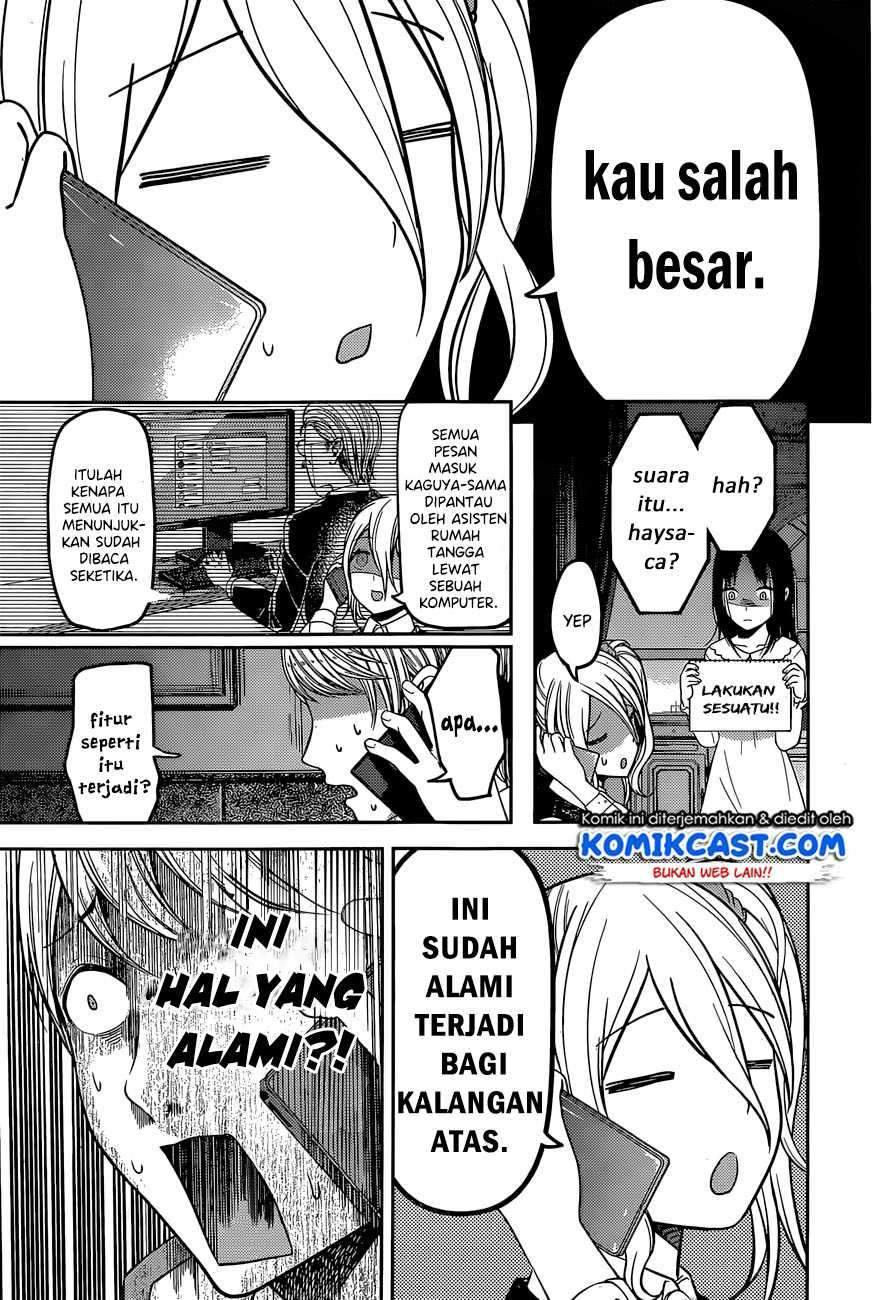 kau salah
besar.
hah?
suara
itu...
haysa-
ca?
YEP
LAKUKAN
SESUATU!!
SEMUA
PESAN
MASUK
KAGUYA-SAMA
DIPANTAU
OLEH ASISTEN
RUMAH
TANGGA
LEWAT
SEBUAH
KOMPUTER.
ITULAH
KENAPA
SEMUA ITU
MENUNJUK-
KAN SUDAH
DIBACA
SEKETIKA.
apa...
fitur
seperti
itu
terjadi?
Komik ini diterjemahkan & diedit oleh
KOMIKCAST.COM
BUKAN WEB LAIN!!
INI
SUDAH
ALAMI
TERJADI
BAGI
KALANGAN
ATAS.
INI
HAL YANG
ALAMI?!